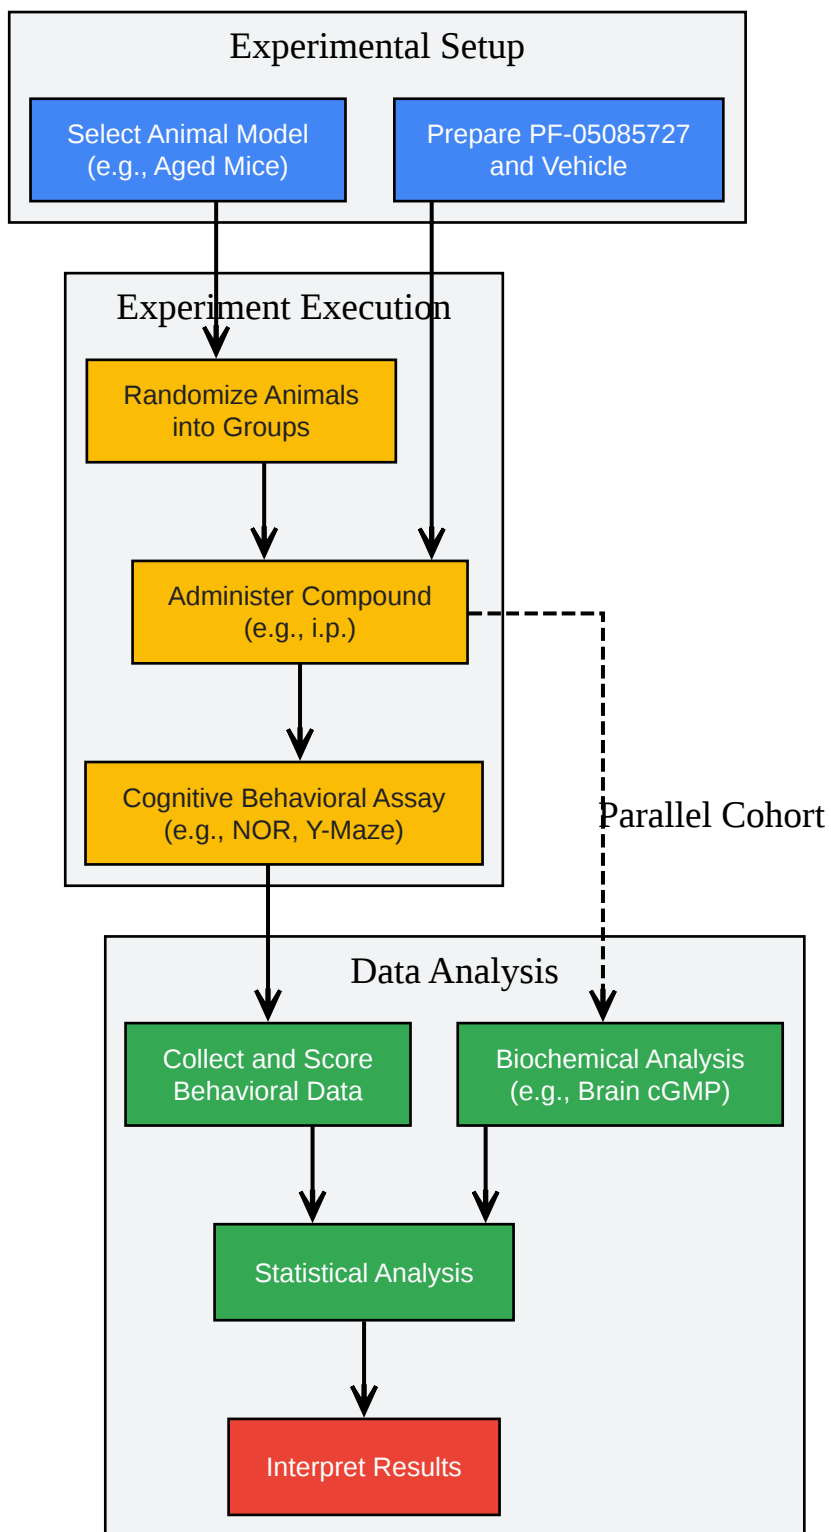 Experimental Setup
Select Animal Model
(e.g., Aged Mice)
Prepare PF-05085727
and Vehicle
Experiment Execution
Randomize Animals
into Groups
Administer Compound
(e.g., i.p.)
Cognitive Behavioral Assay
(e.g., NOR, Y-Maze)
Parallel Cohort
Data Analysis
Collect and Score
Behavioral Data
Biochemical Analysis
(e.g., Brain cGMP)
Statistical Analysis
Interpret Results